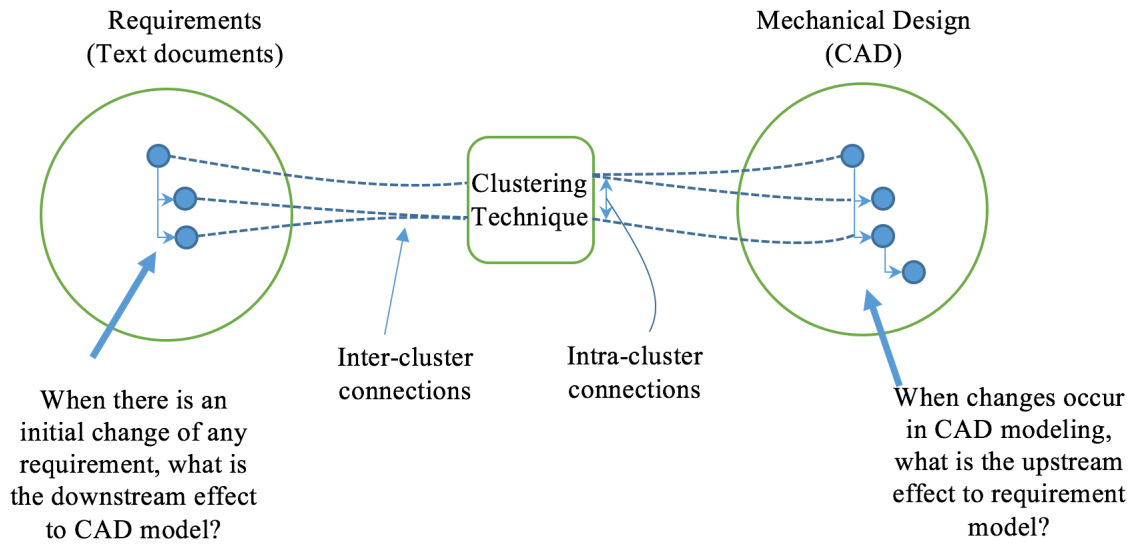 Requirements
(Text documents)
Mechanical Design
(CAD)
Clustering
Technique
Inter-cluster
connections
Intra-cluster
connections
When there is an
initial change of any
requirement, what is
the downstream effect
to CAD model?
When changes occur
in CAD modeling,
what is the upstream
effect to requirement
model?